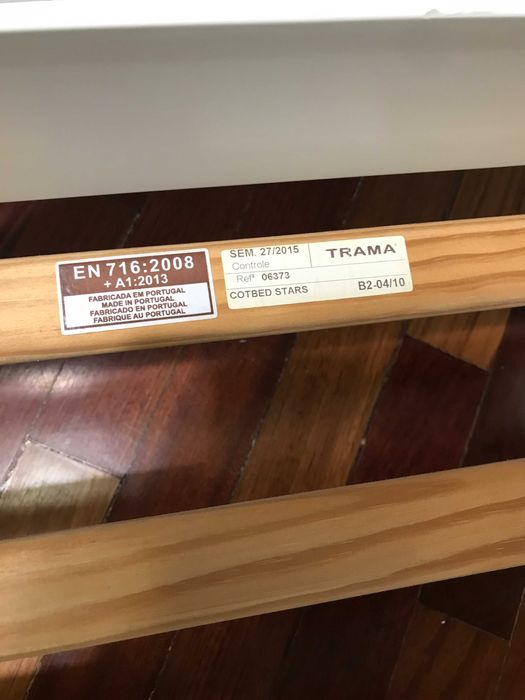 EN 716:2008
+ A1:2013
FABRICADA EM PORTUGAL
MADE IN PORTUGAL
FABRICADO EN PORTUGAL
FABRIQUE AU PORTUGAL
SEM. 27/2015
Controle
Refª 06373
TRAMA®
COTBED STARS B2-04/10